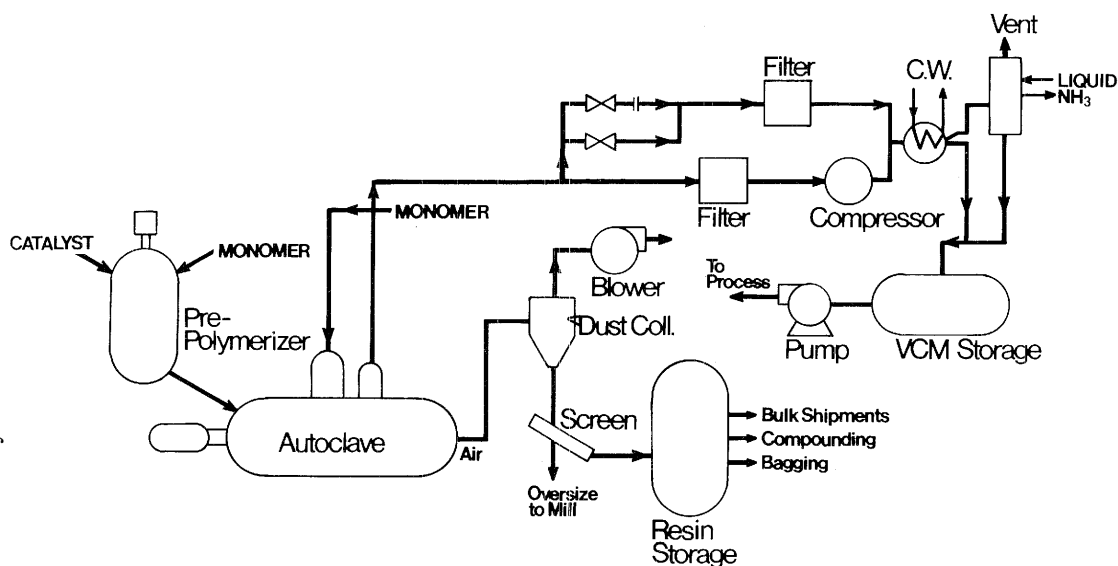 Vent
Filter
C.W.
LIQUID
NH3
MONOMER
Filter
Compressor
CATALYST
MONOMER
Blower
To
Process
Pre-
Polymerizer
Dust Coll.
Pump
VCM Storage
Screen
Autoclave
Air
Bulk Shipments
Compounding
Bagging
Oversize
to Mill
Resin
Storage